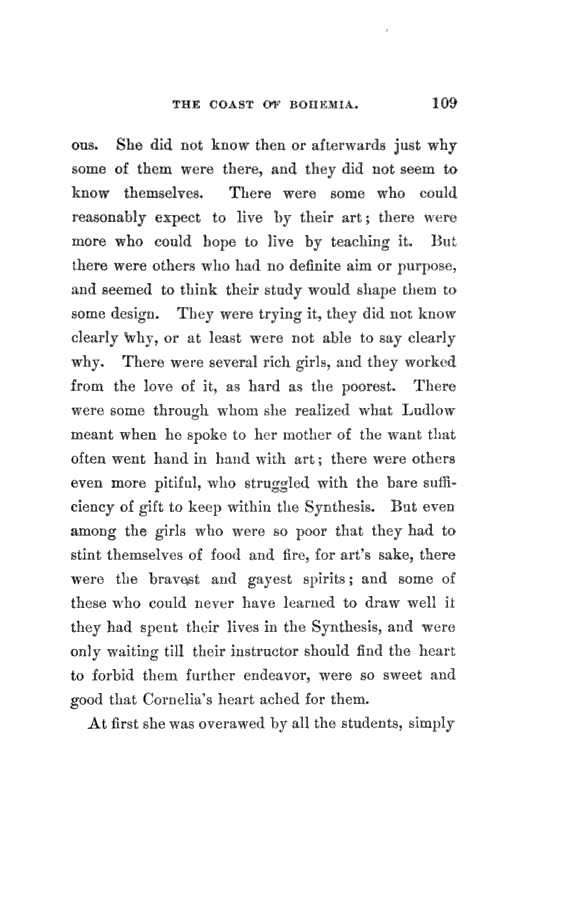 THE COAST OF BOHEMIA. 109
ous. She did not know then or afterwards just why
some of them were there, and they did not seem to
know themselves. There were some who could
reasonably expect to live by their art; there were
more who could hope to live by teaching it. But
there were others who had no definite aim or purpose,
and seemed to think their study would shape them to
some design. They were trying it, they did not know
clearly why, or at least were not able to say clearly
why. There were several rich girls, and they worked
from the love of it, as hard as the poorest. There
were some through whom she realized what Ludlow
meant when he spoke to her mother of the want that
often went hand in hand with art; there were others
even more pitiful, who struggled with the bare suffi-
ciency of gift to keep within the Synthesis. But even
among the girls who were so poor that they had to
stint themselves of food and fire, for art's sake, there
were the bravest and gayest spirits; and some of
these who could never have learned to draw well if
they had spent their lives in the Synthesis, and were
only waiting till their instructor should find the heart
to forbid them further endeavor, were so sweet and
good that Cornelia's heart ached for them.
At first she was overawed by all the students, simply